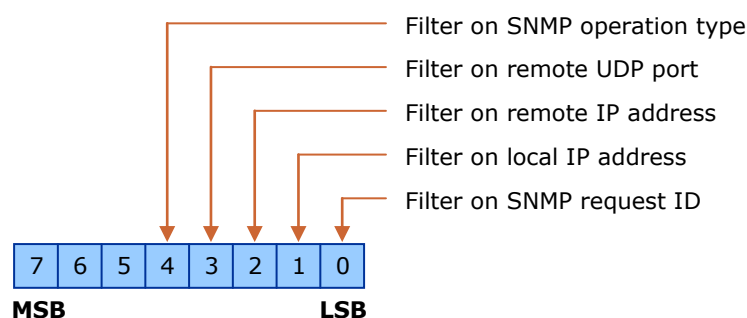 Filter on SNMP operation type
Filter on remote UDP port
Filter on remote IP address
Filter on local IP address
Filter on SNMP request ID
7 6 5 4 3 2 1 0
MSB LSB